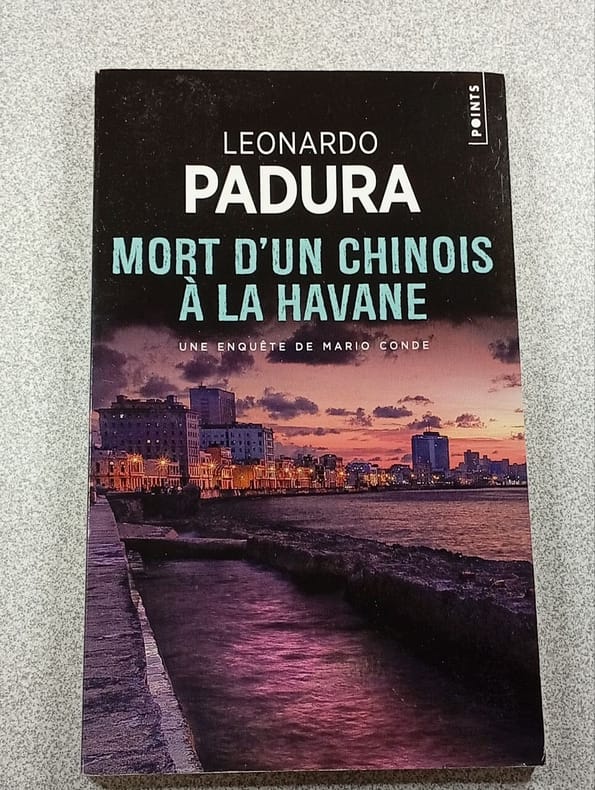 POINTS
LEONARDO
PADURA
MORT D'UN CHINOIS
À LA HAVANE
UNE ENQUÊTE DE MARIO CONDE